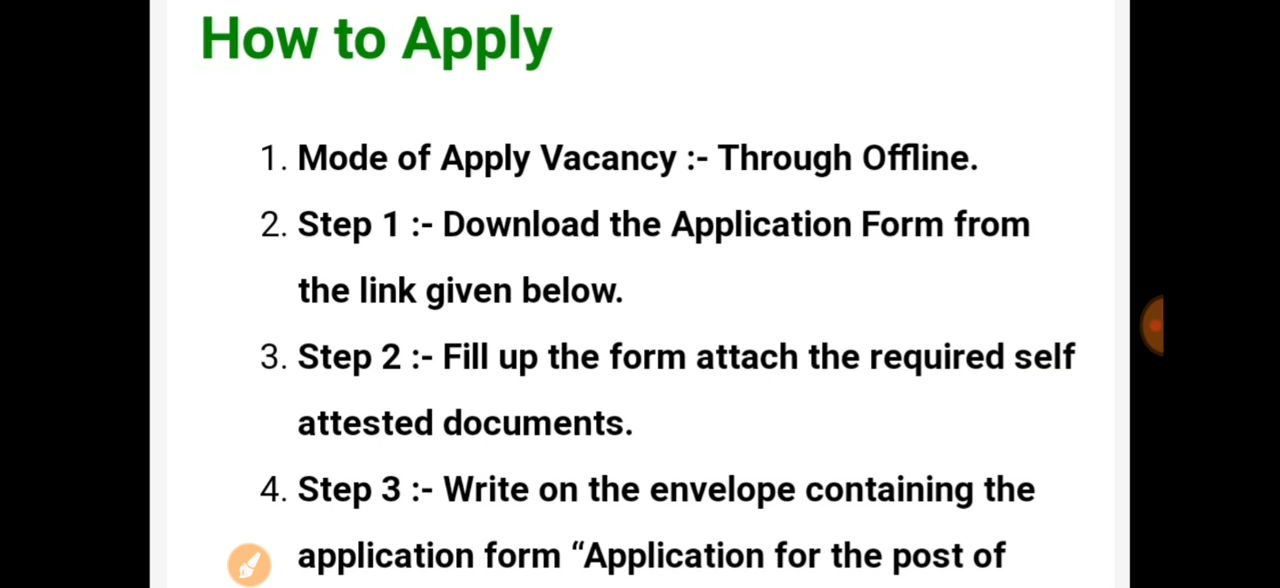 How to Apply
1. Mode of Apply Vacancy :- Through Offline.
2. Step 1 :- Download the Application Form from
the link given below.
3. Step 2 :- Fill up the form attach the required self
attested documents.
4. Step 3 :- Write on the envelope containing the
application form “Application for the post of